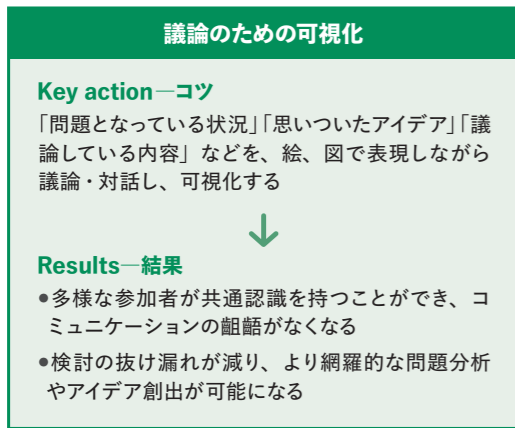 議論のための可視化
Key action—コツ
「問題となっている状況」「思いついたアイデア」「議
論している内容」などを、絵、図で表現しながら
議論・対話し、可視化する
↓
Results—結果
●多様な参加者が共通認識を持つことができ、コ
ミュニケーションの齟齬がなくなる
●検討の抜け漏れが減り、より網羅的な問題分析
やアイデア創出が可能になる